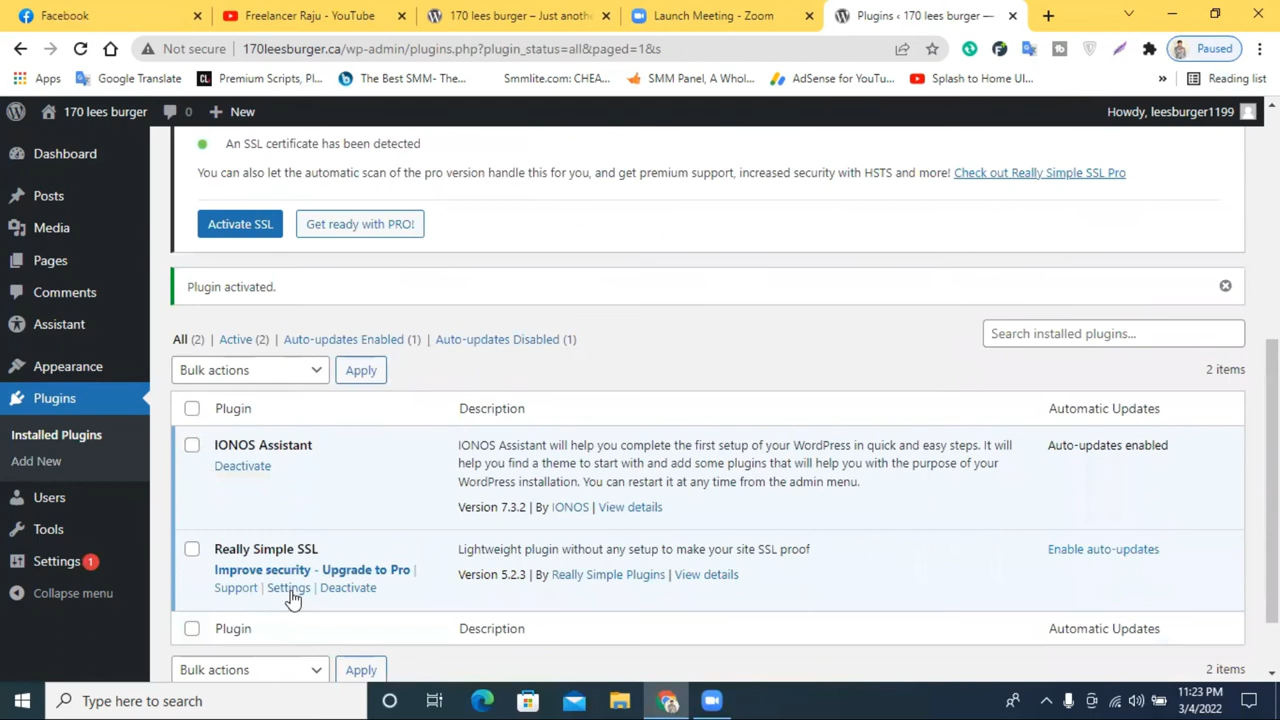 Facebook
Freelancer Raju - YouTube
170 lees burger – Just anoth
Launch Meeting - Zoom
Plugins ‹ 170 lees burger —
Not secure
170leesburger.ca/wp-admin/plugins.php?plugin_status=all&paged=1&s
Paused
Apps
Google Translate
Premium Scripts, Pl...
The Best SMM- The...
Smmlite.com: CHEA...
SMM Panel, A Whol...
AdSense for YouTu...
Splash to Home UI...
»
Reading list
170 lees burger
0
New
Howdy, leesburger1199
Dashboard
Posts
Media
Pages
Comments
Assistant
Appearance
Plugins
Installed Plugins
Add New
Users
Tools
Settings 1
Collapse menu
An SSL certificate has been detected
You can also let the automatic scan of the pro version handle this for you, and get premium support, increased security with HSTS and more! Check out Really Simple SSL Pro
Activate SSL
Get ready with PRO!
Plugin activated.
All (2) | Active (2) | Auto-updates Enabled (1) | Auto-updates Disabled (1)
Search installed plugins...
Bulk actions
Apply
2 items
Plugin
Description
Automatic Updates
IONOS Assistant
Deactivate
IONOS Assistant will help you complete the first setup of your WordPress in quick and easy steps. It will
help you find a theme to start with and add some plugins that will help you with the purpose of your
WordPress installation. You can restart it at any time from the admin menu.
Version 7.3.2 | By IONOS | View details
Auto-updates enabled
Really Simple SSL
Improve security - Upgrade to Pro |
Support | Settings | Deactivate
Lightweight plugin without any setup to make your site SSL proof
Version 5.2.3 | By Really Simple Plugins | View details
Enable auto-updates
Plugin
Description
Automatic Updates
Bulk actions
Apply
2 items
Type here to search
11:23 PM
3/4/2022